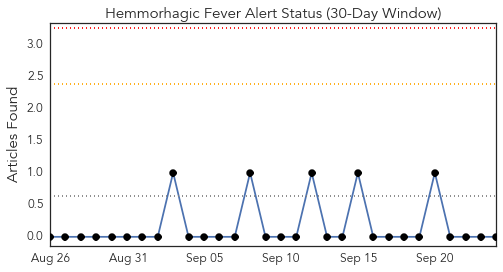 Hemmorhagic Fever Alert Status (30-Day Window)
Articles Found
3.0
2.5
2.0
1.5
1.0
0.5
0.0
Aug 26 Aug 31 Sep 05 Sep 10 Sep 15 Sep 20